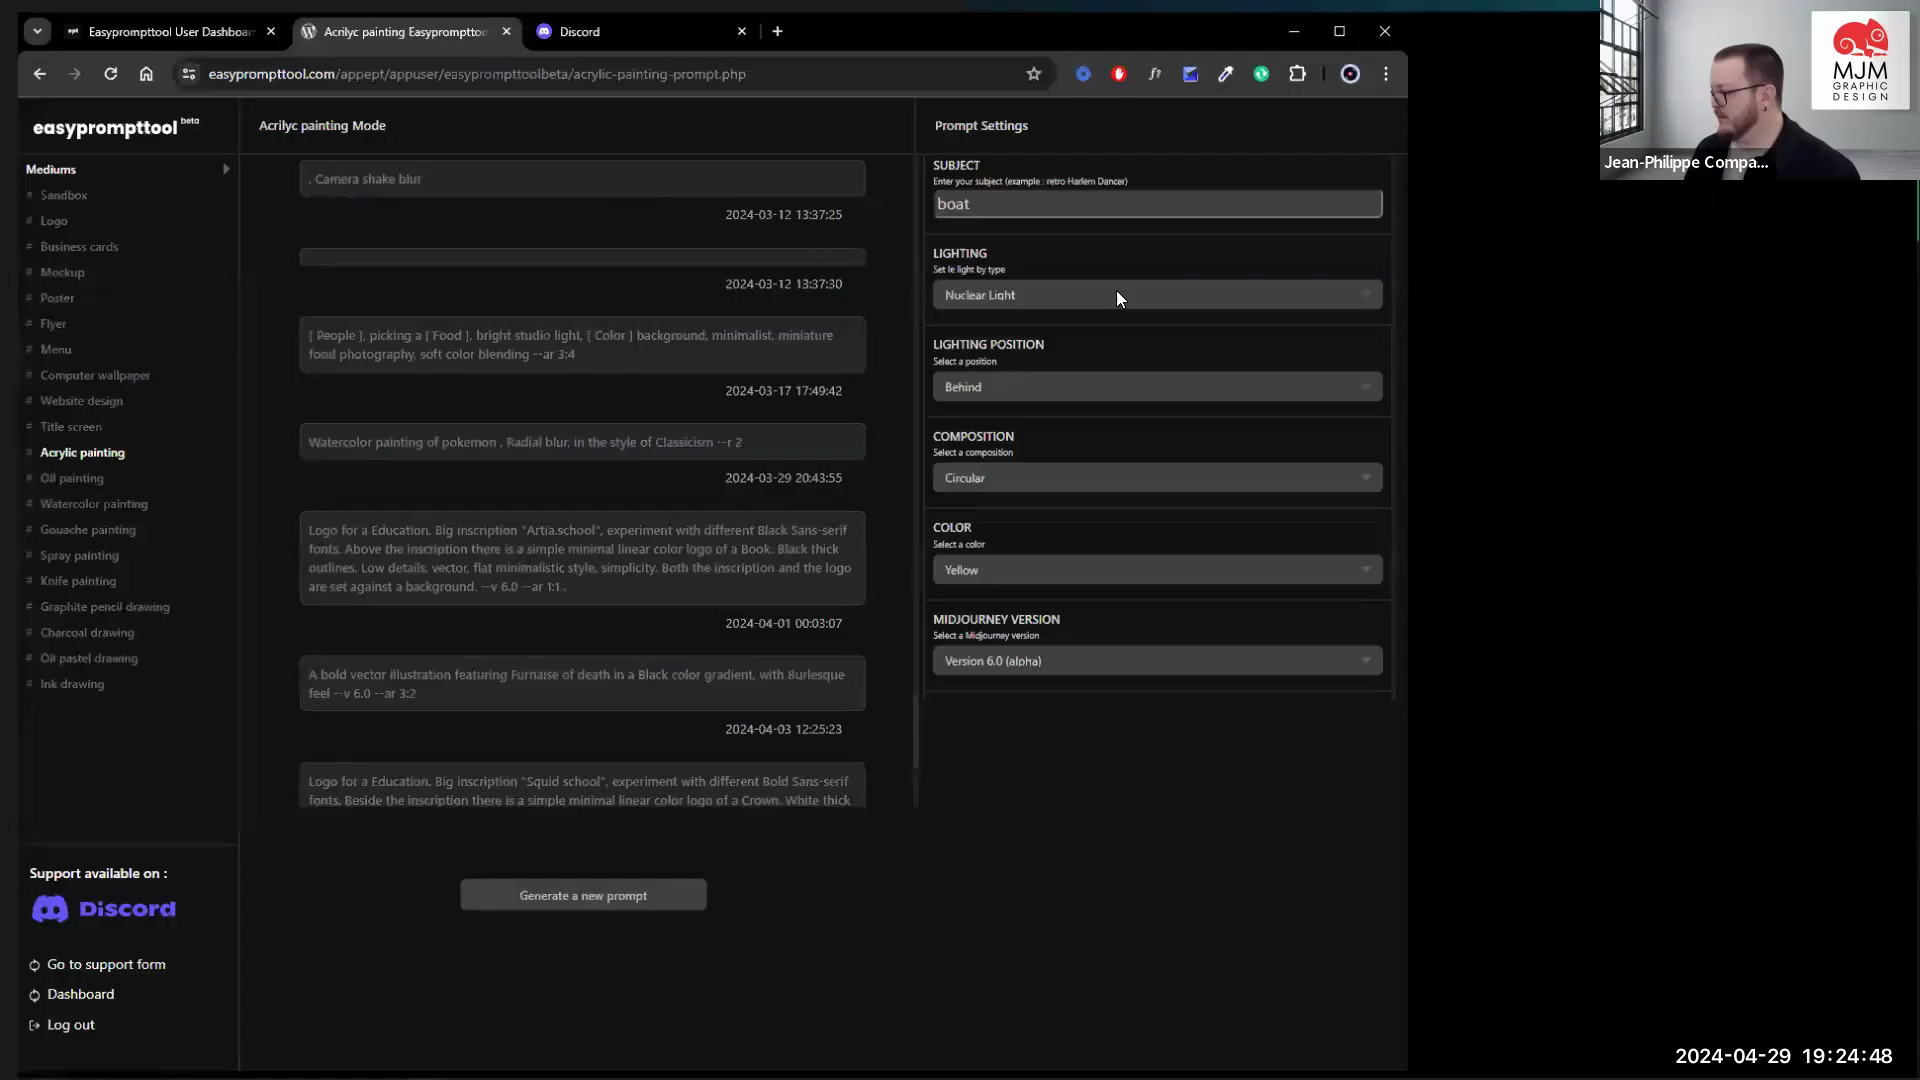 Easyprompttool User Dashboar
Acrilyc painting Easyprompttoo
Discord
easyprompttool.com/appept/appuser/easyprompttoolbeta/acrylic-painting-prompt.php
easyprompttool beta
Mediums
# Sandbox
# Logo
# Business cards
# Mockup
# Poster
# Flyer
# Menu
# Computer wallpaper
# Website design
# Title screen
# Acrylic painting
# Oil painting
# Watercolor painting
# Gouache painting
# Spray painting
# Knife painting
# Graphite pencil drawing
# Charcoal drawing
# Oil pastel drawing
# Ink drawing
Support available on :
Discord
Go to support form
Dashboard
Log out
Acrilyc painting Mode
. Camera shake blur
2024-03-12 13:37:25
2024-03-12 13:37:30
[ People ], picking a [ Food ], bright studio light, [ Color ] background, minimalist, miniature
food photography, soft color blending --ar 3:4
2024-03-17 17:49:42
Watercolor painting of pokemon . Radial blur, in the style of Classicism --r 2
2024-03-29 20:43:55
Logo for a Education. Big inscription "Artia.school", experiment with different Black Sans-serif
fonts. Above the inscription there is a simple minimal linear color logo of a Book. Black thick
outlines. Low details, vector, flat minimalistic style, simplicity. Both the inscription and the logo
are set against a background. --v 6.0 --ar 1:1 .
2024-04-01 00:03:07
A bold vector illustration featuring Furnaise of death in a Black color gradient, with Burlesque
feel --v 6.0 --ar 3:2
2024-04-03 12:25:23
Logo for a Education. Big inscription "Squid school", experiment with different Bold Sans-serif
fonts. Beside the inscription there is a simple minimal linear color logo of a Crown. White thick
Generate a new prompt
Prompt Settings
SUBJECT
Enter your subject (example : retro Harlem Dancer)
boat
LIGHTING
Set le light by type
Nuclear Light
LIGHTING POSITION
Select a position
Behind
COMPOSITION
Select a composition
Circular
COLOR
Select a color
Yellow
MIDJOURNEY VERSION
Select a Midjourney version
Version 6.0 (alpha)
MJM
GRAPHIC
DESIGN
Jean-Philippe Compa...
2024-04-29 19:24:48